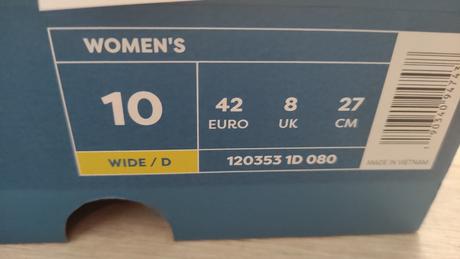 WOMEN'S
10
42 8 27
EURO UK CM
WIDE / D
120353 1D 080
MADE IN VIETNAM